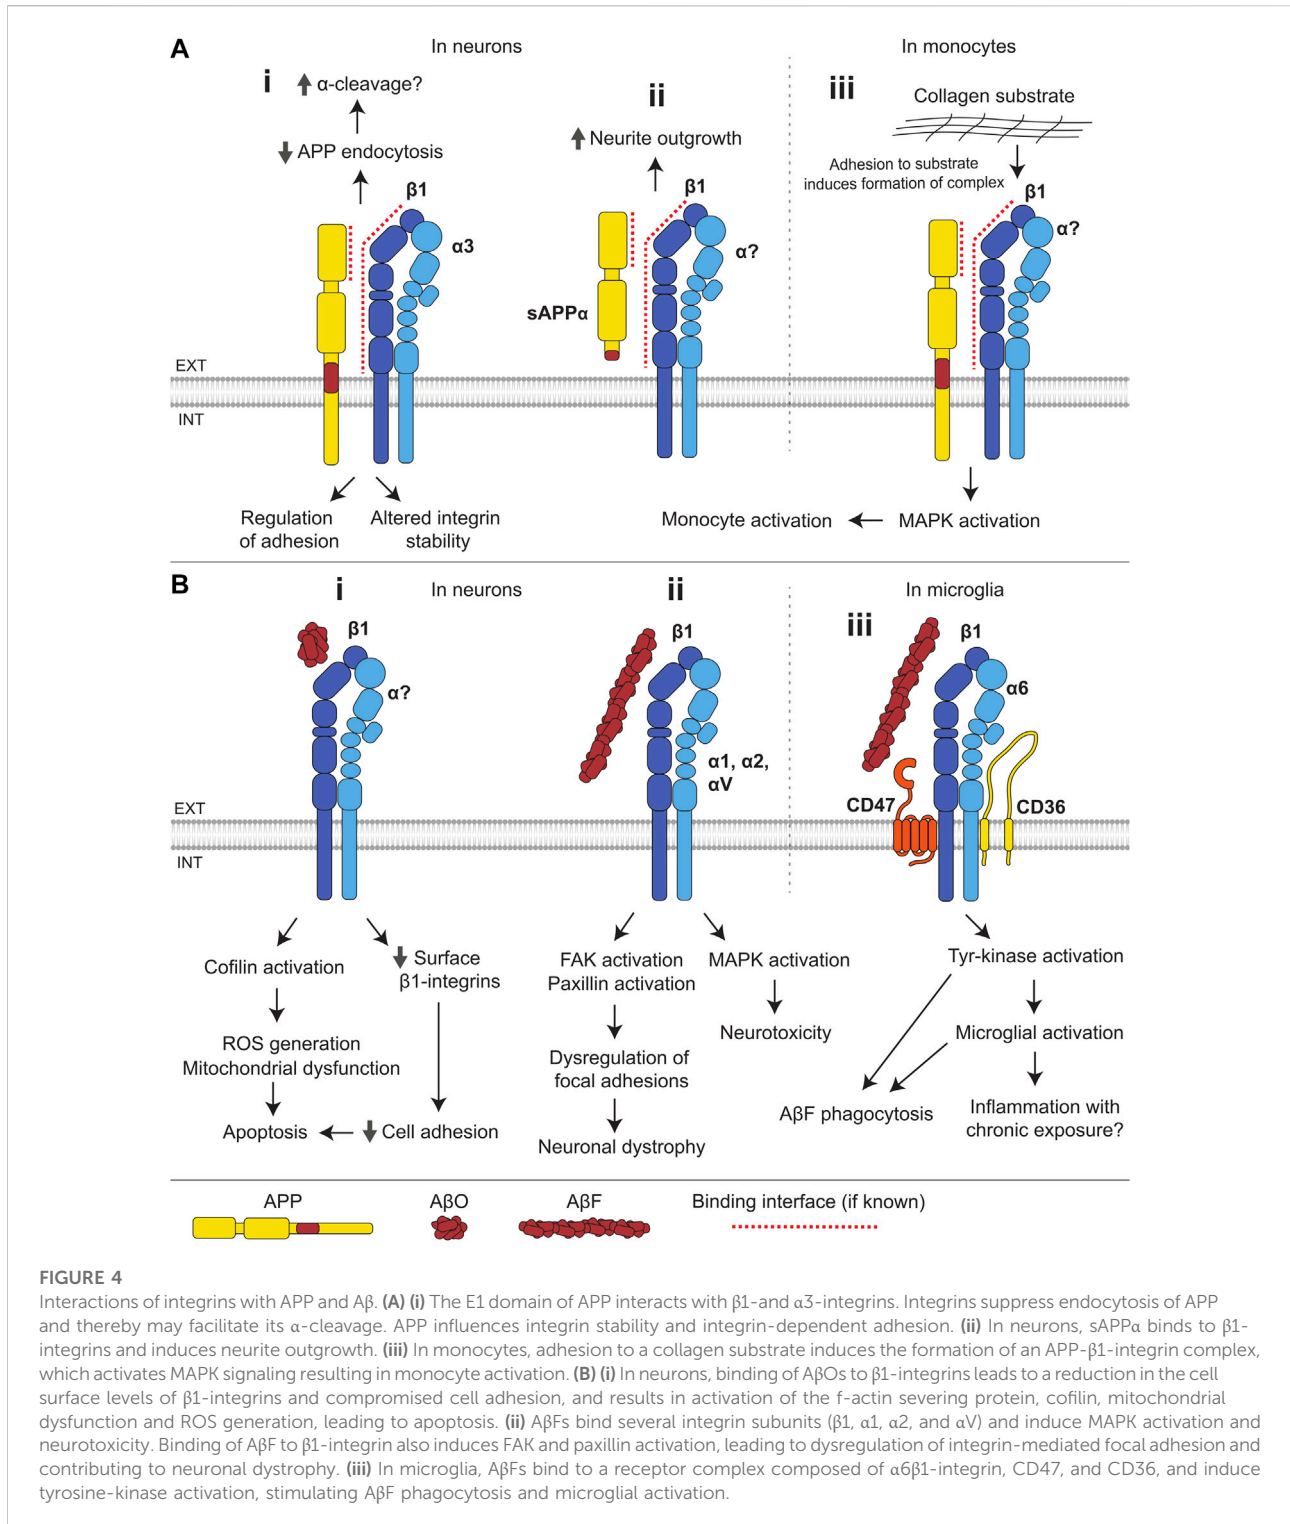 A
In neurons
In monocytes
i
α-cleavage?
APP endocytosis
β1
α3
ii
Neurite outgrowth
β1
α?
sAPPα
iii
Collagen substrate
Adhesion to substrate
induces formation of complex
β1
α?
EXT
INT
Regulation
of adhesion
Altered integrin
stability
Monocyte activation
MAPK activation
B
In neurons
In microglia
i
β1
α?
ii
β1
α1, α2,
αV
iii
β1
α6
CD47
CD36
EXT
INT
Cofilin activation
ROS generation
Mitochondrial dysfunction
Apoptosis
Surface
β1-integrins
Cell adhesion
FAK activation
Paxillin activation
Dysregulation of
focal adhesions
Neuronal dystrophy
MAPK activation
Neurotoxicity
Tyr-kinase activation
Microglial activation
AβF phagocytosis
Inflammation with
chronic exposure?
APP
AβO
AβF
Binding interface (if known)
FIGURE 4
Interactions of integrins with APP and Aβ. (A) (i) The E1 domain of APP interacts with β1-and α3-integrins. Integrins suppress endocytosis of APP
and thereby may facilitate its α-cleavage. APP influences integrin stability and integrin-dependent adhesion. (ii) In neurons, sAPPα binds to β1-
integrins and induces neurite outgrowth. (iii) In monocytes, adhesion to a collagen substrate induces the formation of an APP-β1-integrin complex,
which activates MAPK signaling resulting in monocyte activation. (B) (i) In neurons, binding of AβOs to β1-integrins leads to a reduction in the cell
surface levels of β1-integrins and compromised cell adhesion, and results in activation of the f-actin severing protein, cofilin, mitochondrial
dysfunction and ROS generation, leading to apoptosis. (ii) AβFs bind several integrin subunits (β1, α1, α2, and αV) and induce MAPK activation and
neurotoxicity. Binding of AβF to β1-integrin also induces FAK and paxillin activation, leading to dysregulation of integrin-mediated focal adhesion and
contributing to neuronal dystrophy. (iii) In microglia, AβFs bind to a receptor complex composed of α6β1-integrin, CD47, and CD36, and induce
tyrosine-kinase activation, stimulating AβF phagocytosis and microglial activation.